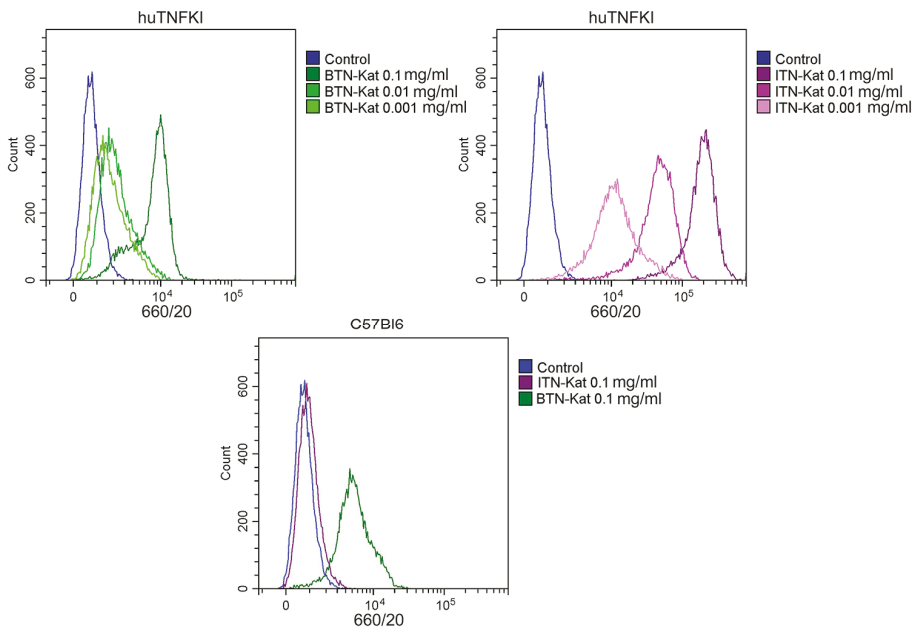 huTNFKI
Count
600
400
200
0
0
10⁴
10⁵
660/20
Control
BTN-Kat 0.1 mg/ml
BTN-Kat 0.01 mg/ml
BTN-Kat 0.001 mg/ml
huTNFKI
Count
600
400
200
0
0
10⁴
10⁵
660/20
Control
ITN-Kat 0.1 mg/ml
ITN-Kat 0.01 mg/ml
ITN-Kat 0.001 mg/ml
C57Bl6
Count
600
400
200
0
0
10⁴
10⁵
660/20
Control
ITN-Kat 0.1 mg/ml
BTN-Kat 0.1 mg/ml